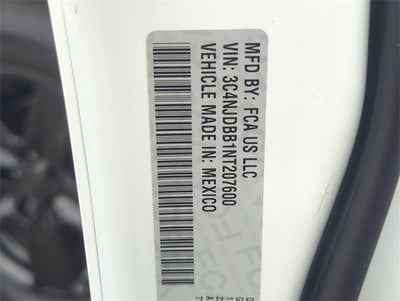 MFD BY: FCA US LLC
VIN: 3C4NJDBB1NT207600
VEHICLE MADE IN: MEXICO